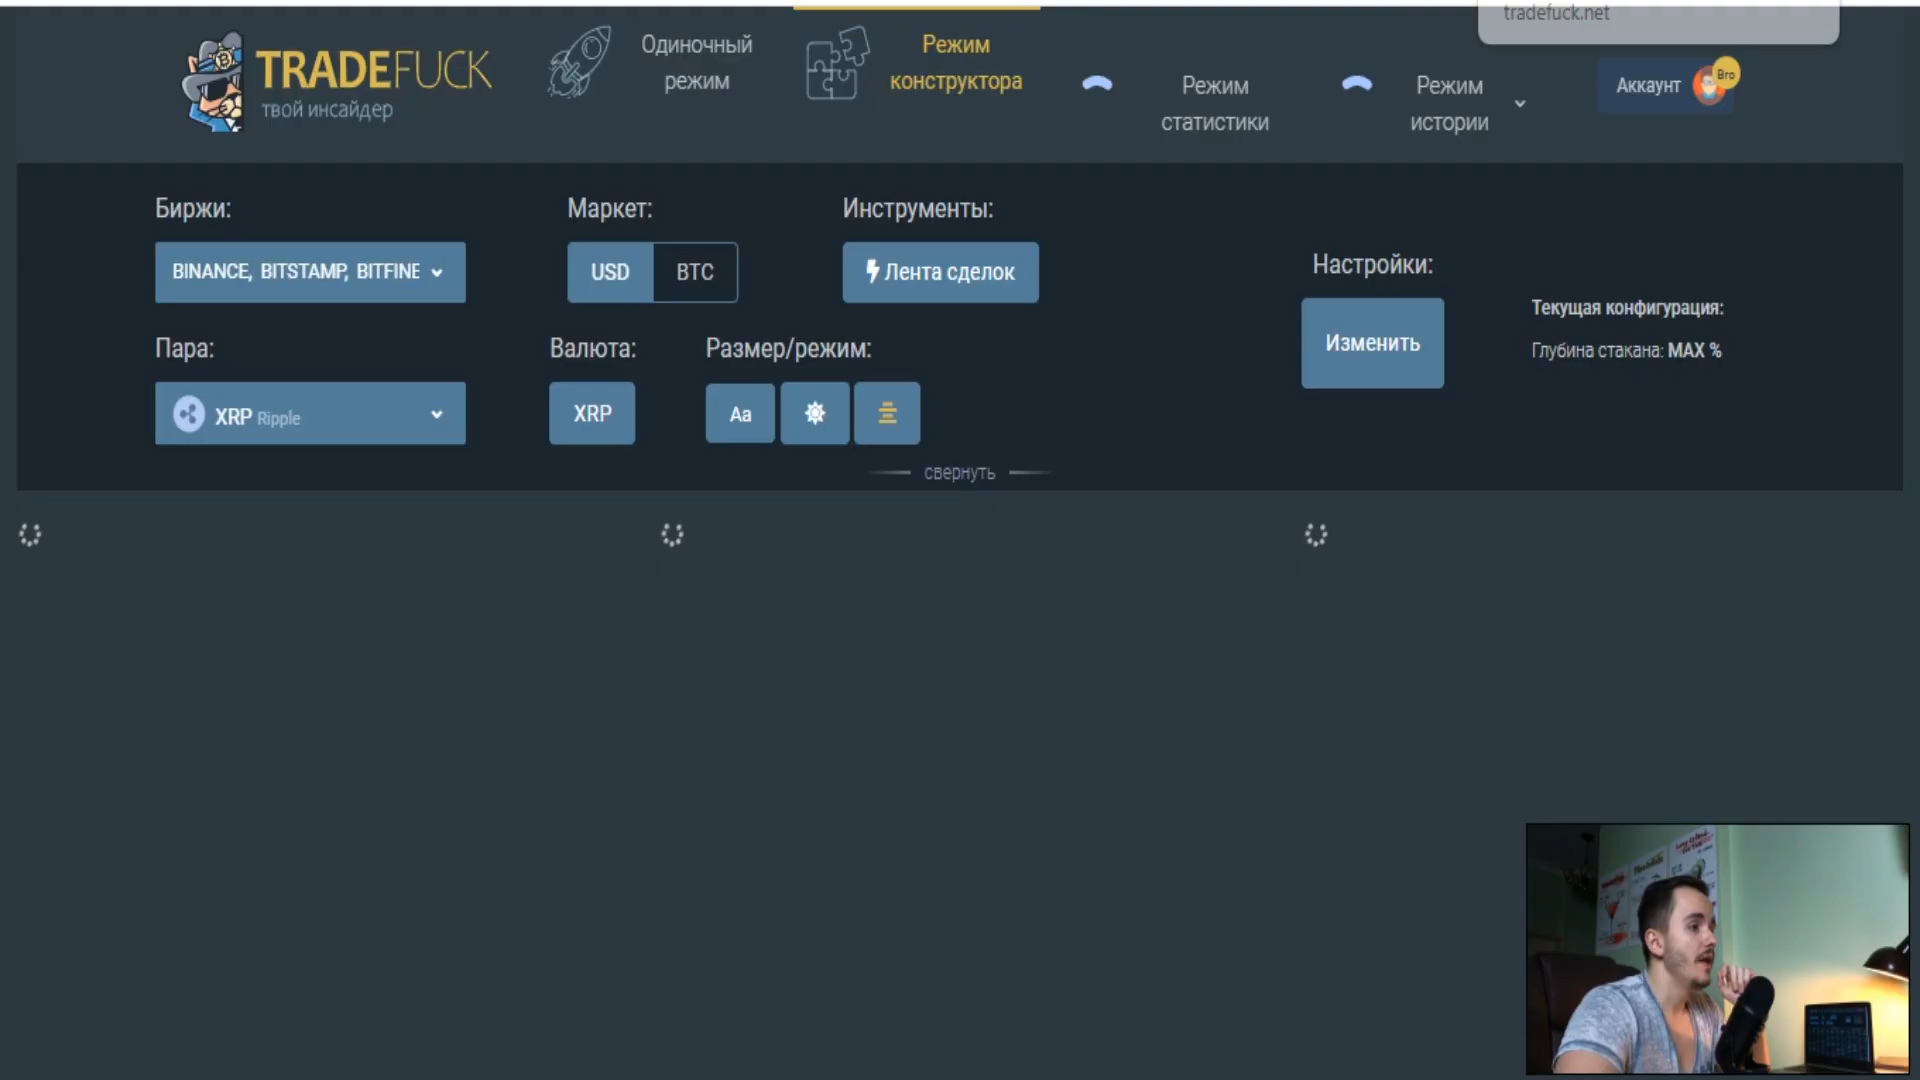 tradefuck.net
TRADEFUCK
твой инсайдер
Одиночный
режим
Режим
конструктора
Режим
статистики
Режим
истории
Аккаунт
Bro
Биржи:
Маркет:
Инструменты:
BINANCE, BITSTAMP, BITFINE
USD
BTC
Лента сделок
Настройки:
Изменить
Текущая конфигурация:
Глубина стакана: MAX %
Пара:
Валюта:
Размер/режим:
XRP Ripple
XRP
Aa
свернуть